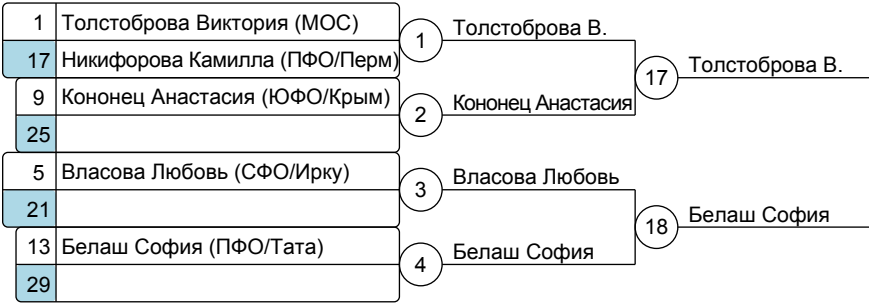 1 Толстоброва Виктория (МОС)
17 Никифорова Камилла (ПФО/Перм)
1 Толстоброва В.
9 Кононец Анастасия (ЮФО/Крым)
25
2 Кононец Анастасия
17 Толстоброва В.
5 Власова Любовь (СФО/Ирку)
21
3 Власова Любовь
13 Белаш София (ПФО/Тата)
29
4 Белаш София
18 Белаш София